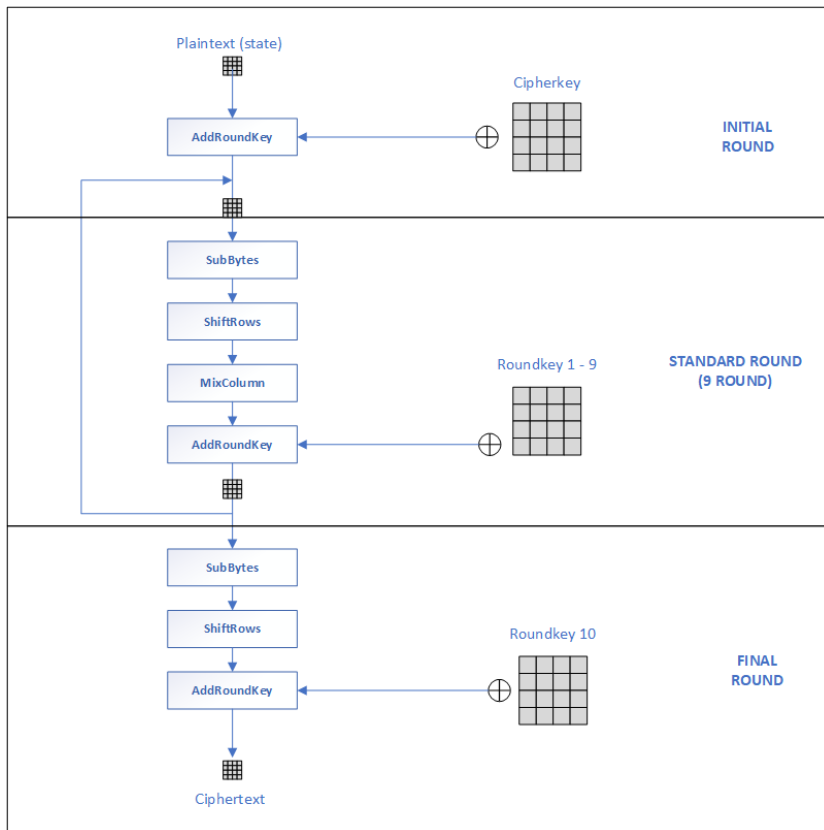 Plaintext (state)
Cipherkey
AddRoundKey
INITIAL
ROUND
SubBytes
ShiftRows
MixColumn
AddRoundKey
Roundkey 1 - 9
STANDARD ROUND
(9 ROUND)
SubBytes
ShiftRows
AddRoundKey
Roundkey 10
FINAL
ROUND
Ciphertext